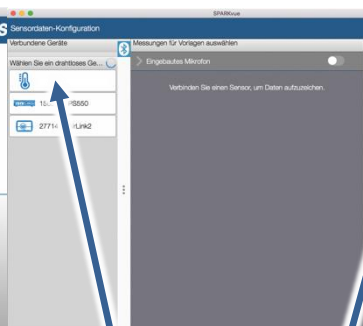 SPARKvue
Sensordaten-Konfiguration
Verbundene Geräte
Messungen für Vorlagen auswählen
Wählen Sie ein drahtloses Ge...
Eingebautes Mikrofon
Verbinden Sie einen Sensor, um Daten aufzuzeichen.